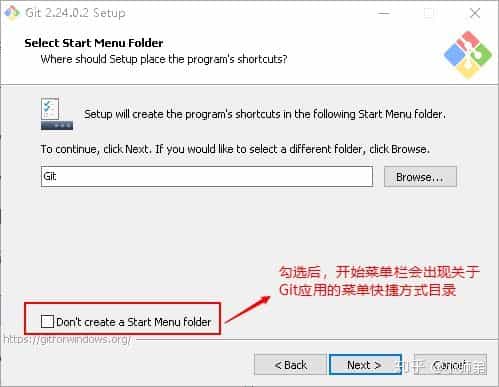 Git 2.24.0.2 Setup
Select Start Menu Folder
Where should Setup place the program's shortcuts?
Setup will create the program's shortcuts in the following Start Menu folder.
To continue, click Next. If you would like to select a different folder, click Browse.
Git
Browse...
勾选后，开始菜单栏会出现关于
Git应用的菜单快捷方式目录
Don't create a Start Menu folder
https://gitforwindows.org/
< Back
Next >
Cancel
知乎